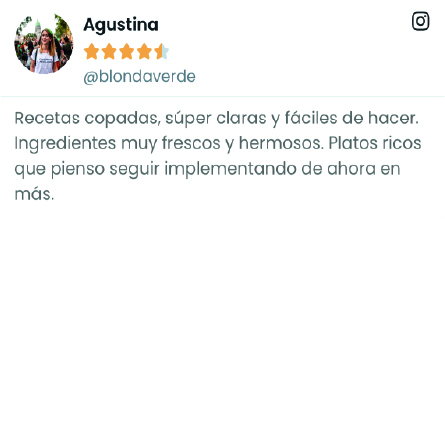 Agustina
@blondaverde
Recetas copadas, súper claras y fáciles de hacer.
Ingredientes muy frescos y hermosos. Platos ricos
que pienso seguir implementando de ahora en
más.